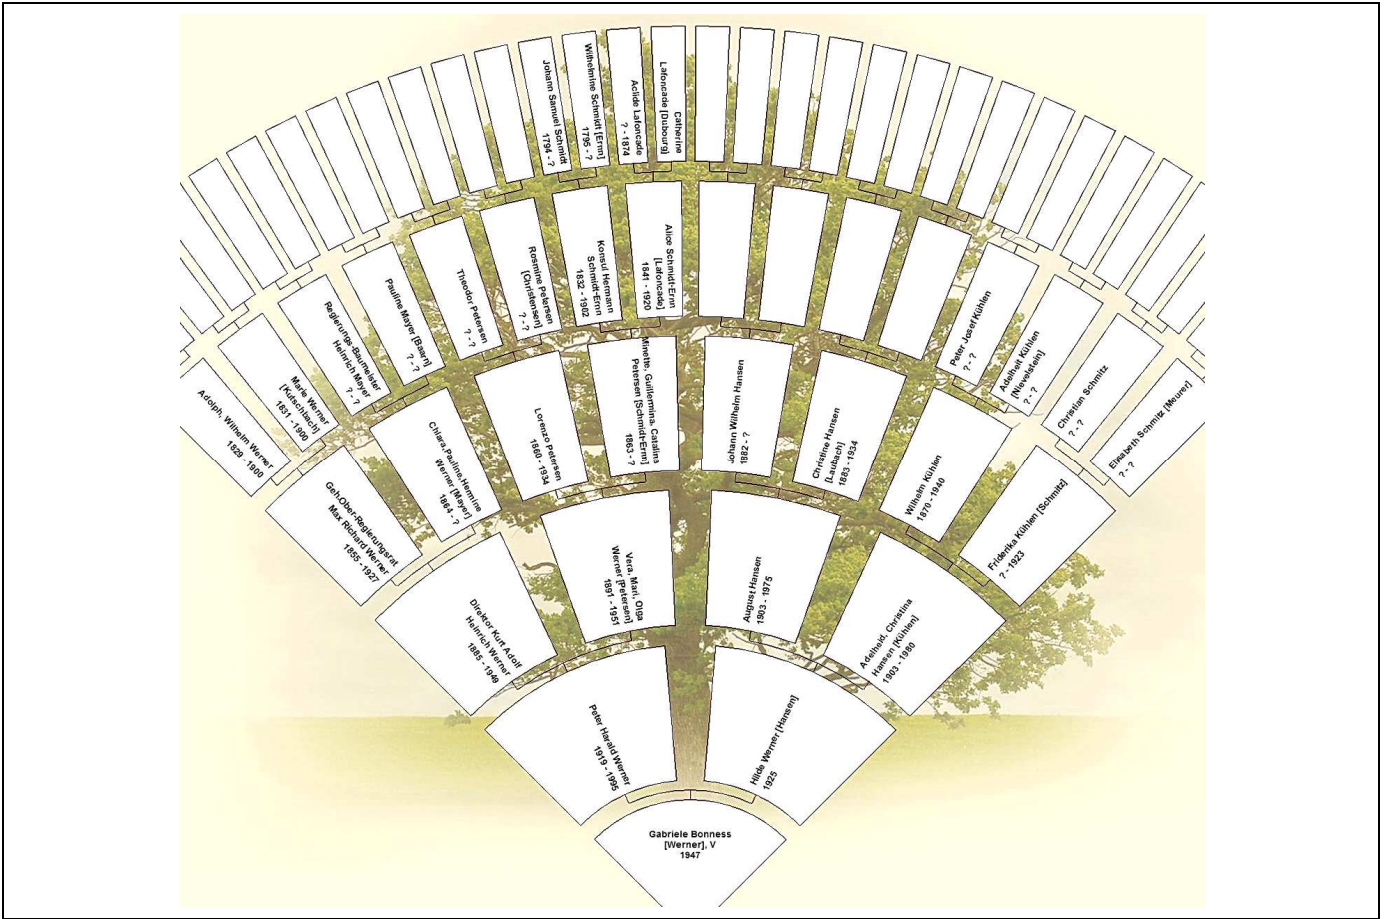 Johann Samuel Schmidt
1794 - ?
Wilhelmine Schmidt [Ernn]
1795 - ?
Aclide Lafoncade
? - 1874
Catherine
Lafoncade [Dubourg]
Adolph, Wilhelm Werner
1829 - 1900
Marie Werner
[Kutschbach]
1831 - 1900
Regierungs-Baumeister
Heinrich Mayer
? - ?
Pauline Mayer [Baarn]
? - ?
Theodor Petersen
? - ?
Rosmine Petersen
[Christensen]
? - ?
Konsul Hermann
Schmidt-Ernn
1832 - 1902
Alice Schmidt-Ernn
[Lafoncade]
1841 - 1920
Peter Josef Kühlen
? - ?
Adelheit Kühlen
[Nievelstein]
? - ?
Christian Schmitz
? - ?
Elisabeth Schmitz [Meurer]
? - ?
Geh.Ober-Regierungsrat
Max Richard Werner
1855 - 1927
Chiara,Pauline,Hermine
Werner [Mayer]
1864 - ?
Lorenzo Petersen
1860 - 1934
Minette, Guillermina, Catalina
Petersen [Schmidt-Ernn]
1863 - ?
Johann Wilhelm Hansen
1882 - ?
Christine Hansen
[Laubach]
1883 - 1934
Wilhelm Kühlen
1870 - 1940
Friderika Kühlen [Schmitz]
? - 1923
Direktor Kurt Adolf
Heinrich Werner
1885 - 1949
Vera, Mari, Olga
Werner [Petersen]
1891 - 1951
August Hansen
1903 - 1975
Adelheid, Christina
Hansen [Kühlen]
1903 - 1980
Peter Harald Werner
1919 - 1995
Hilde Werner [Hansen]
1925
Gabriele Bonness
[Werner], V
1947